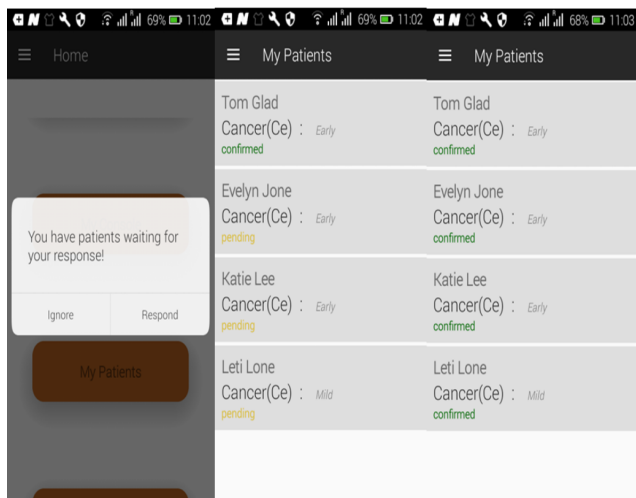 69% 11:02
Home
You have patients waiting for
your response!
Ignore
Respond
My Patients
69% 11:02
My Patients
Tom Glad
Cancer(Ce) : Early
confirmed
Evelyn Jone
Cancer(Ce) : Early
pending
Katie Lee
Cancer(Ce) : Early
pending
Leti Lone
Cancer(Ce) : Mild
pending
68% 11:03
My Patients
Tom Glad
Cancer(Ce) : Early
confirmed
Evelyn Jone
Cancer(Ce) : Early
confirmed
Katie Lee
Cancer(Ce) : Early
confirmed
Leti Lone
Cancer(Ce) : Mild
confirmed